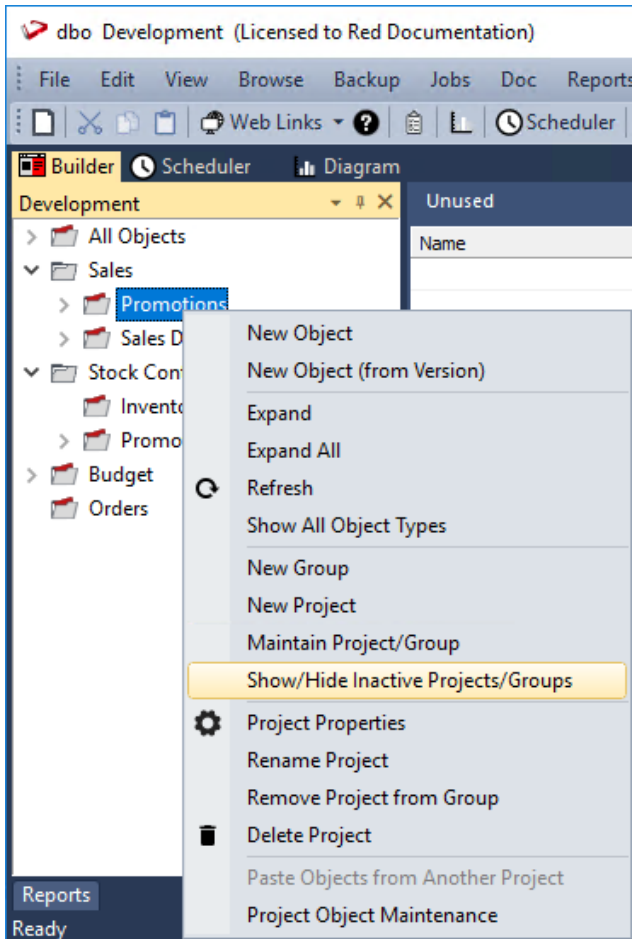 dbo Development (Licensed to Red Documentation)
File Edit View Browse Backup Jobs Doc Reports
Web Links Scheduler
Builder Scheduler Diagram
Development
Unused
Name
All Objects
Sales
Promotions
Sales D
Stock Con
Invento
Promo
Budget
Orders
New Object
New Object (from Version)
Expand
Expand All
Refresh
Show All Object Types
New Group
New Project
Maintain Project/Group
Show/Hide Inactive Projects/Groups
Project Properties
Rename Project
Remove Project from Group
Delete Project
Paste Objects from Another Project
Project Object Maintenance
Reports
Ready